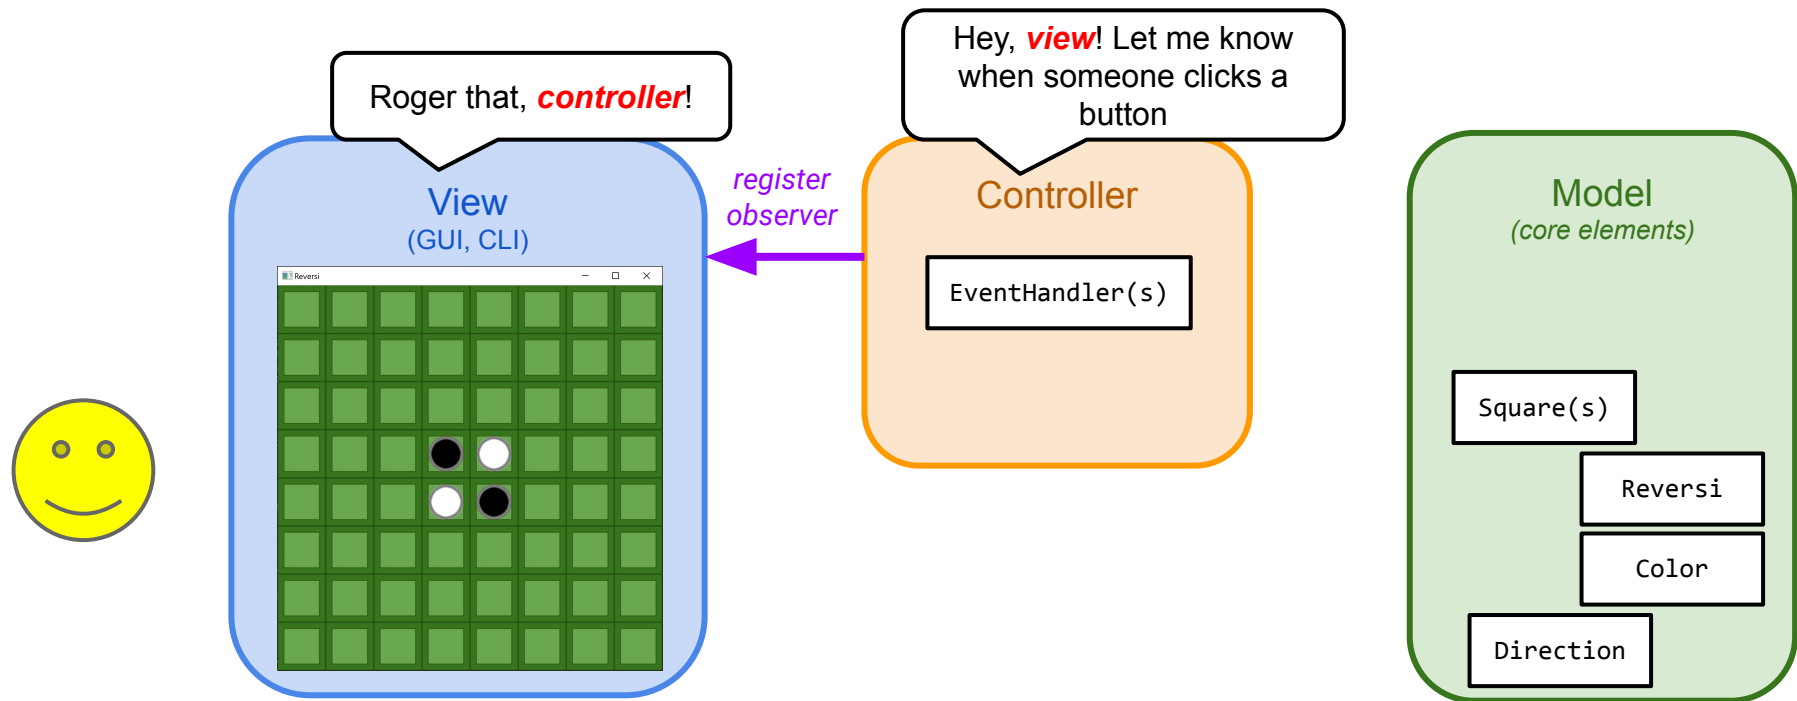 Roger that, controller!
Hey, view! Let me know
when someone clicks a
button
View
(GUI, CLI)
Reversi
register
observer
Controller
EventHandler(s)
Model
(core elements)
Square(s)
Reversi
Color
Direction